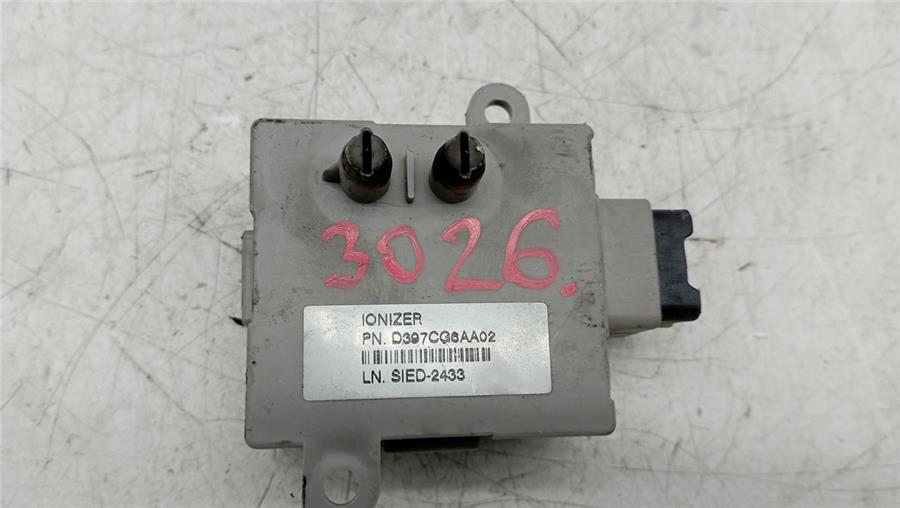 3026.
IONIZER
PN. D397CG6AA02
LN. SIED-2433